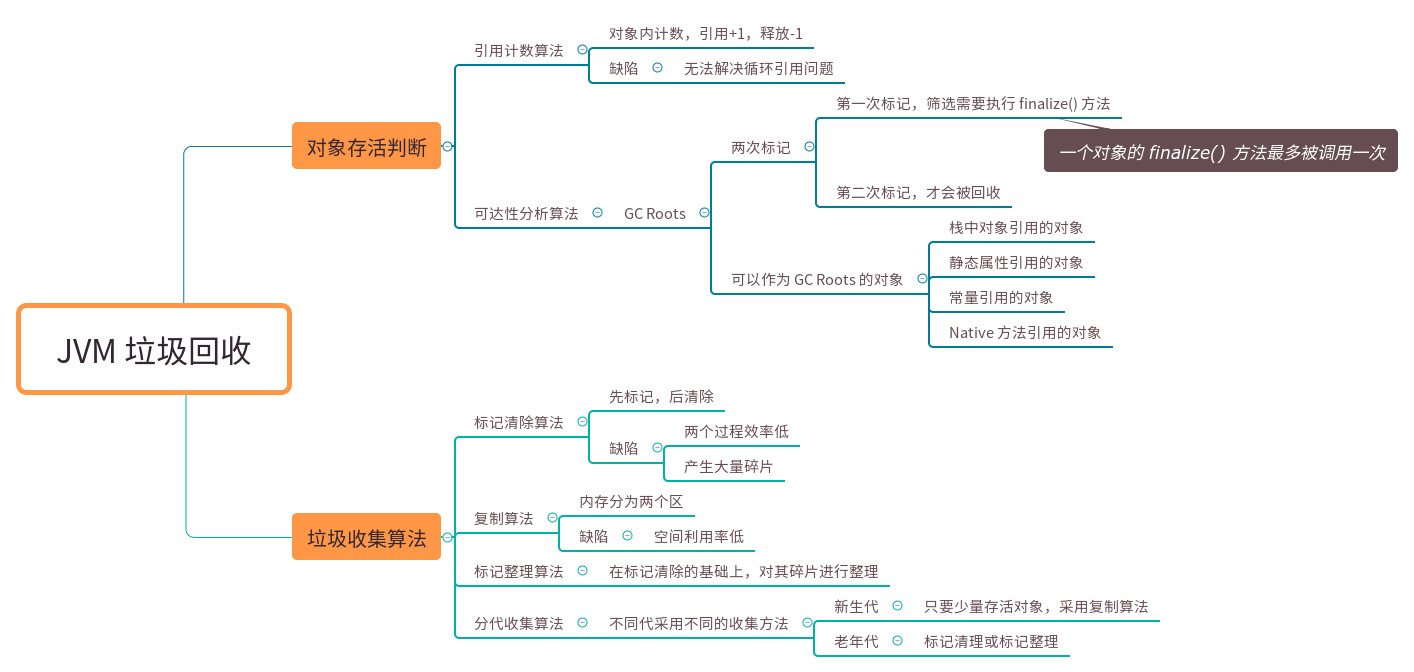 JVM 垃圾回收
对象存活判断
引用计数算法
对象内计数，引用+1，释放-1
缺陷
无法解决循环引用问题
可达性分析算法
GC Roots
两次标记
第一次标记，筛选需要执行 finalize() 方法
一个对象的 finalize() 方法最多被调用一次
第二次标记，才会被回收
可以作为 GC Roots 的对象
栈中对象引用的对象
静态属性引用的对象
常量引用的对象
Native 方法引用的对象
垃圾收集算法
标记清除算法
先标记，后清除
缺陷
两个过程效率低
产生大量碎片
复制算法
内存分为两个区
缺陷
空间利用率低
标记整理算法
在标记清除的基础上，对其碎片进行整理
分代收集算法
不同代采用不同的收集方法
新生代
只要少量存活对象，采用复制算法
老年代
标记清理或标记整理